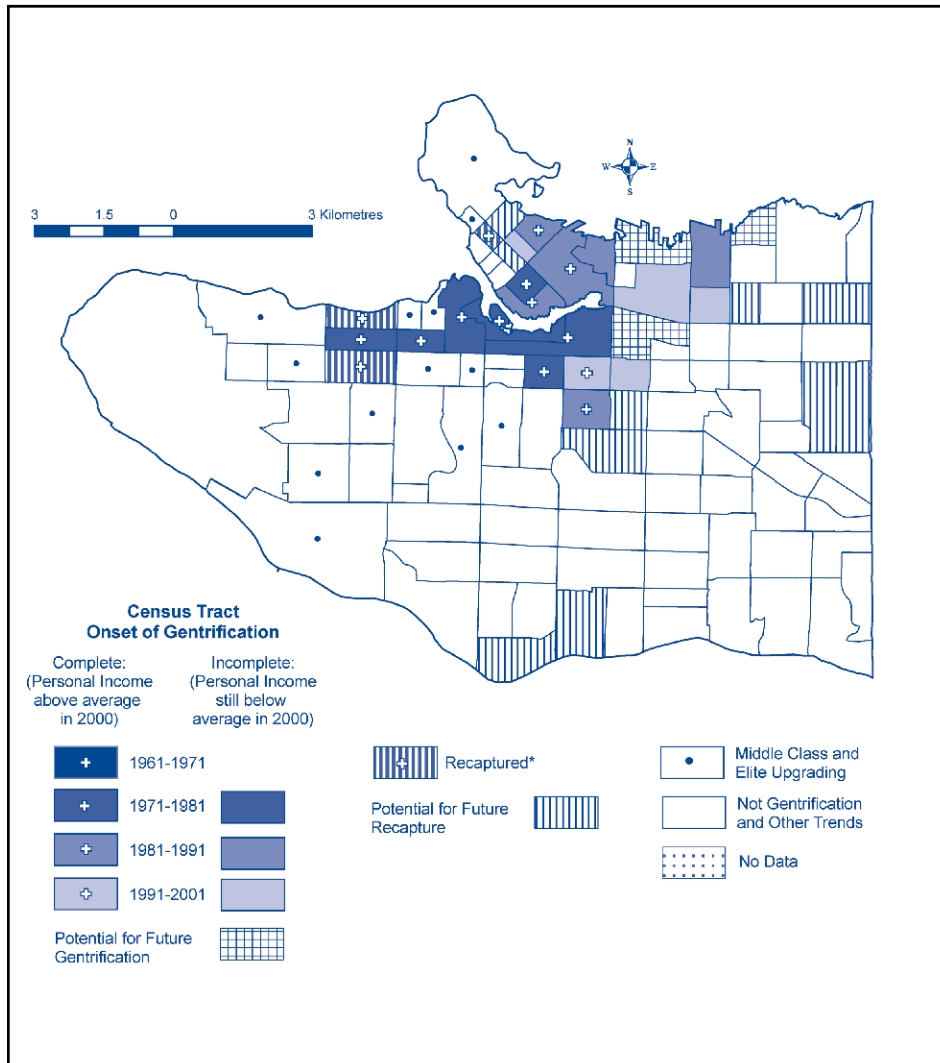 N
W E
S
3 1.5 0 3 Kilometres
Census Tract
Onset of Gentrification
Complete:
(Personal Income
above average
in 2000)
Incomplete:
(Personal Income
still below
average in 2000)
1961-1971
1971-1981
1981-1991
1991-2001
Potential for Future
Gentrification
Recaptured*
Potential for Future
Recapture
Middle Class and
Elite Upgrading
Not Gentrification
and Other Trends
No Data